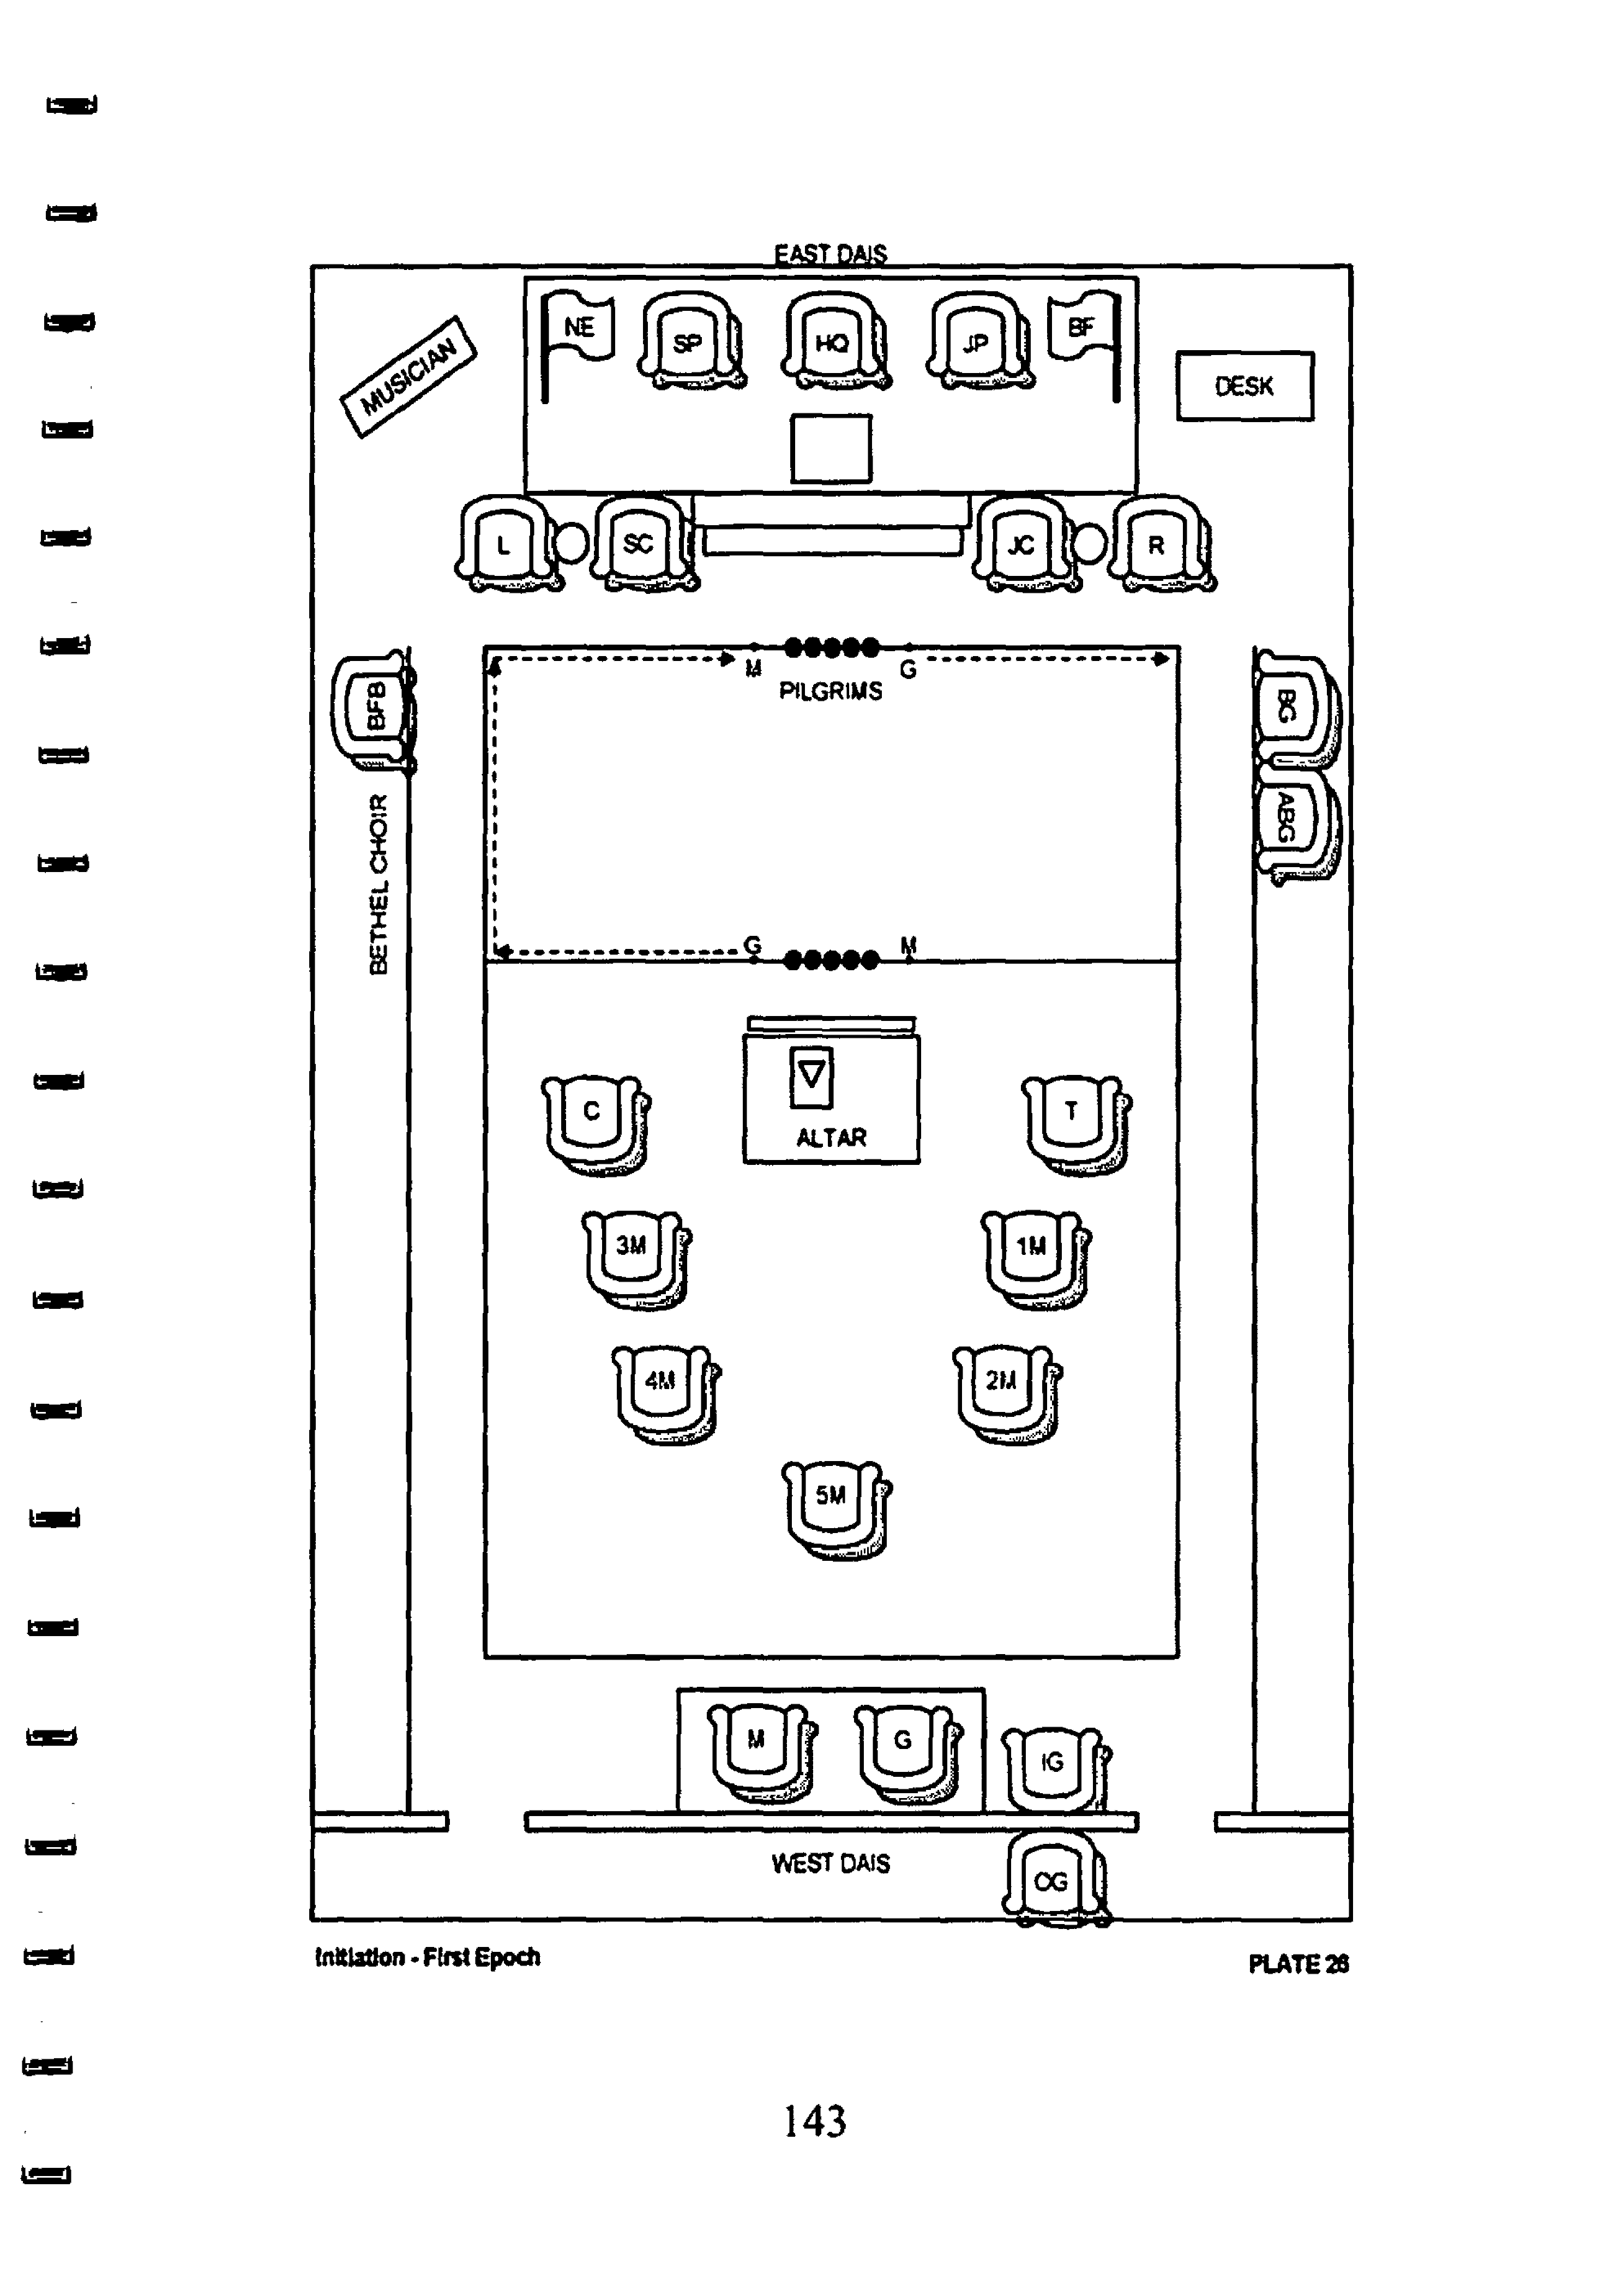 EAST DAIS
NE
SP
HQ
JP
BF
MUSICIAN
DESK
L
SC
JC
R
M
G
PILGRIMS
BFB
BG
ABG
BETHEL CHOIR
G
M
ALTAR
C
T
3M
1M
4M
2M
5M
M
G
IG
WEST DAIS
OG
Initiation - First Epoch
PLATE 26
143